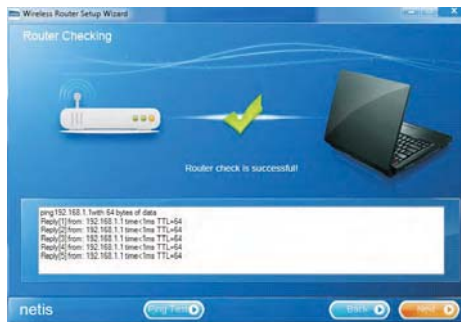 Wireless Router Setup Wizard
Router Checking
Router check is successful!
ping192.168.1.1with 64 bytes of data
Reply[1] from: 192.168.1.1 time<1ms TTL=64
Reply[2] from: 192.168.1.1 time<1ms TTL=64
Reply[3] from: 192.168.1.1 time<1ms TTL=64
Reply[4] from: 192.168.1.1 time<1ms TTL=64
Reply[5] from: 192.168.1.1 time<1ms TTL=64
netis
Ping Test
Back
Next